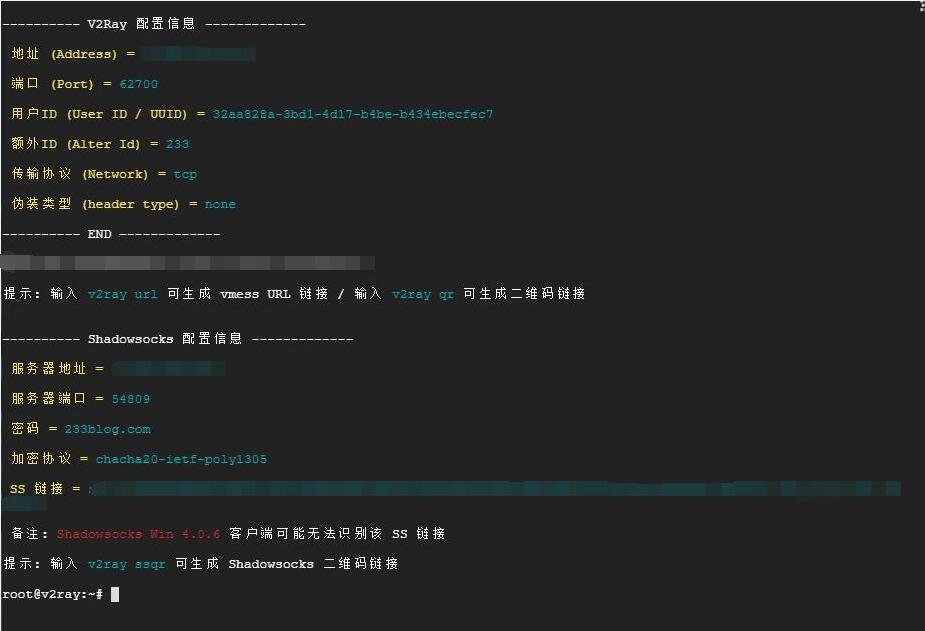 ---------- V2Ray 配置信息 -------------
地址 (Address) =
端口 (Port) = 62700
用户ID (User ID / UUID) = 32aa828a-3bd1-4d17-b4be-b434ebecfec7
额外ID (Alter Id) = 233
传输协议 (Network) = tcp
伪装类型 (header type) = none
---------- END -------------
提示: 输入 v2ray url 可生成 vmess URL 链接 / 输入 v2ray qr 可生成二维码链接
---------- Shadowsocks 配置信息 -------------
服务器地址 =
服务器端口 = 54809
密码 = 233blog.com
加密协议 = chacha20-ietf-poly1305
SS 链接 =
备注: Shadowsocks Win 4.0.6 客户端可能无法识别该 SS 链接
提示: 输入 v2ray ssqr 可生成 Shadowsocks 二维码链接
root@v2ray:~#